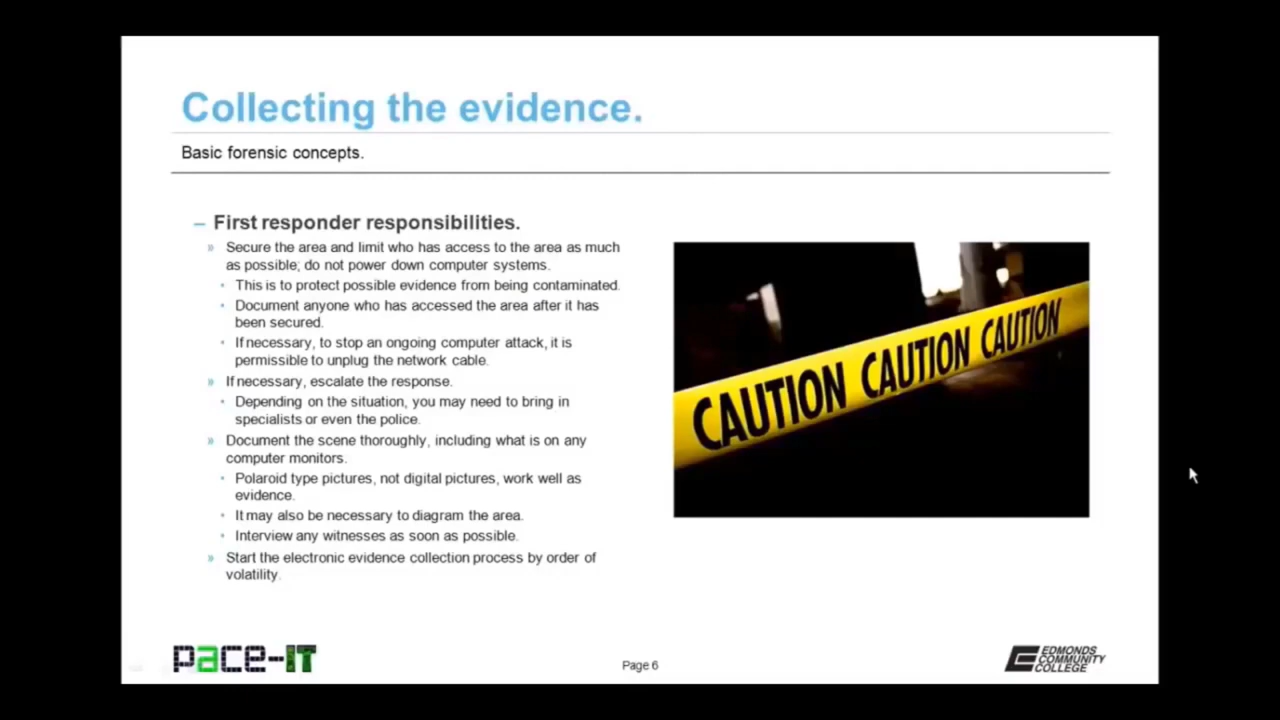 Collecting the evidence.
Basic forensic concepts.
– First responder responsibilities.
» Secure the area and limit who has access to the area as much
as possible; do not power down computer systems.
• This is to protect possible evidence from being contaminated.
• Document anyone who has accessed the area after it has
been secured.
• If necessary, to stop an ongoing computer attack, it is
permissible to unplug the network cable.
» If necessary, escalate the response.
• Depending on the situation, you may need to bring in
specialists or even the police.
» Document the scene thoroughly, including what is on any
computer monitors.
• Polaroid type pictures, not digital pictures, work well as
evidence.
• It may also be necessary to diagram the area.
• Interview any witnesses as soon as possible.
» Start the electronic evidence collection process by order of
volatility.
CAUTION CAUTION CAUTION
pace-IT
Page 6
EDMONDS
COMMUNITY
COLLEGE